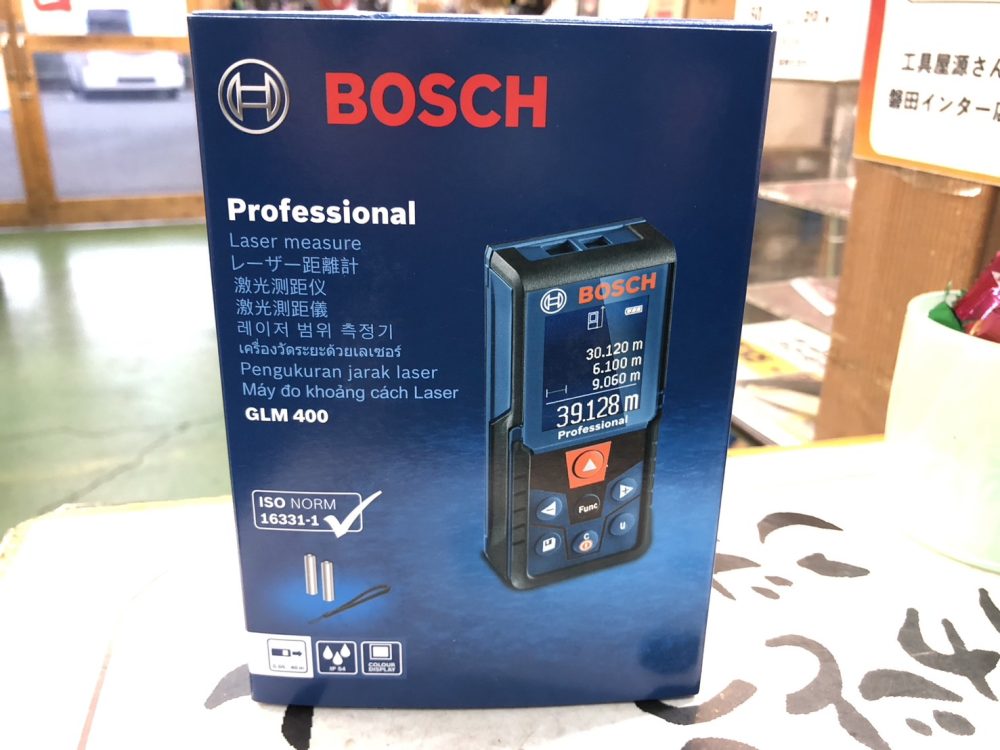 BOSCH
Professional
Laser measure
レーザー距離計
激光测距仪
激光測距儀
레이저 범위 측정기
เครื่องวัดระยะด้วยเลเซอร์
Pengukuran jarak laser
Máy đo khoảng cách Laser
GLM 400
ISO NORM
16331-1
IP 54
COLOUR
DISPLAY
BOSCH
30.120 m
6.100 m
9.060 m
39.128 m
Professional
Func
C
工具屋源さん
磐田インター店